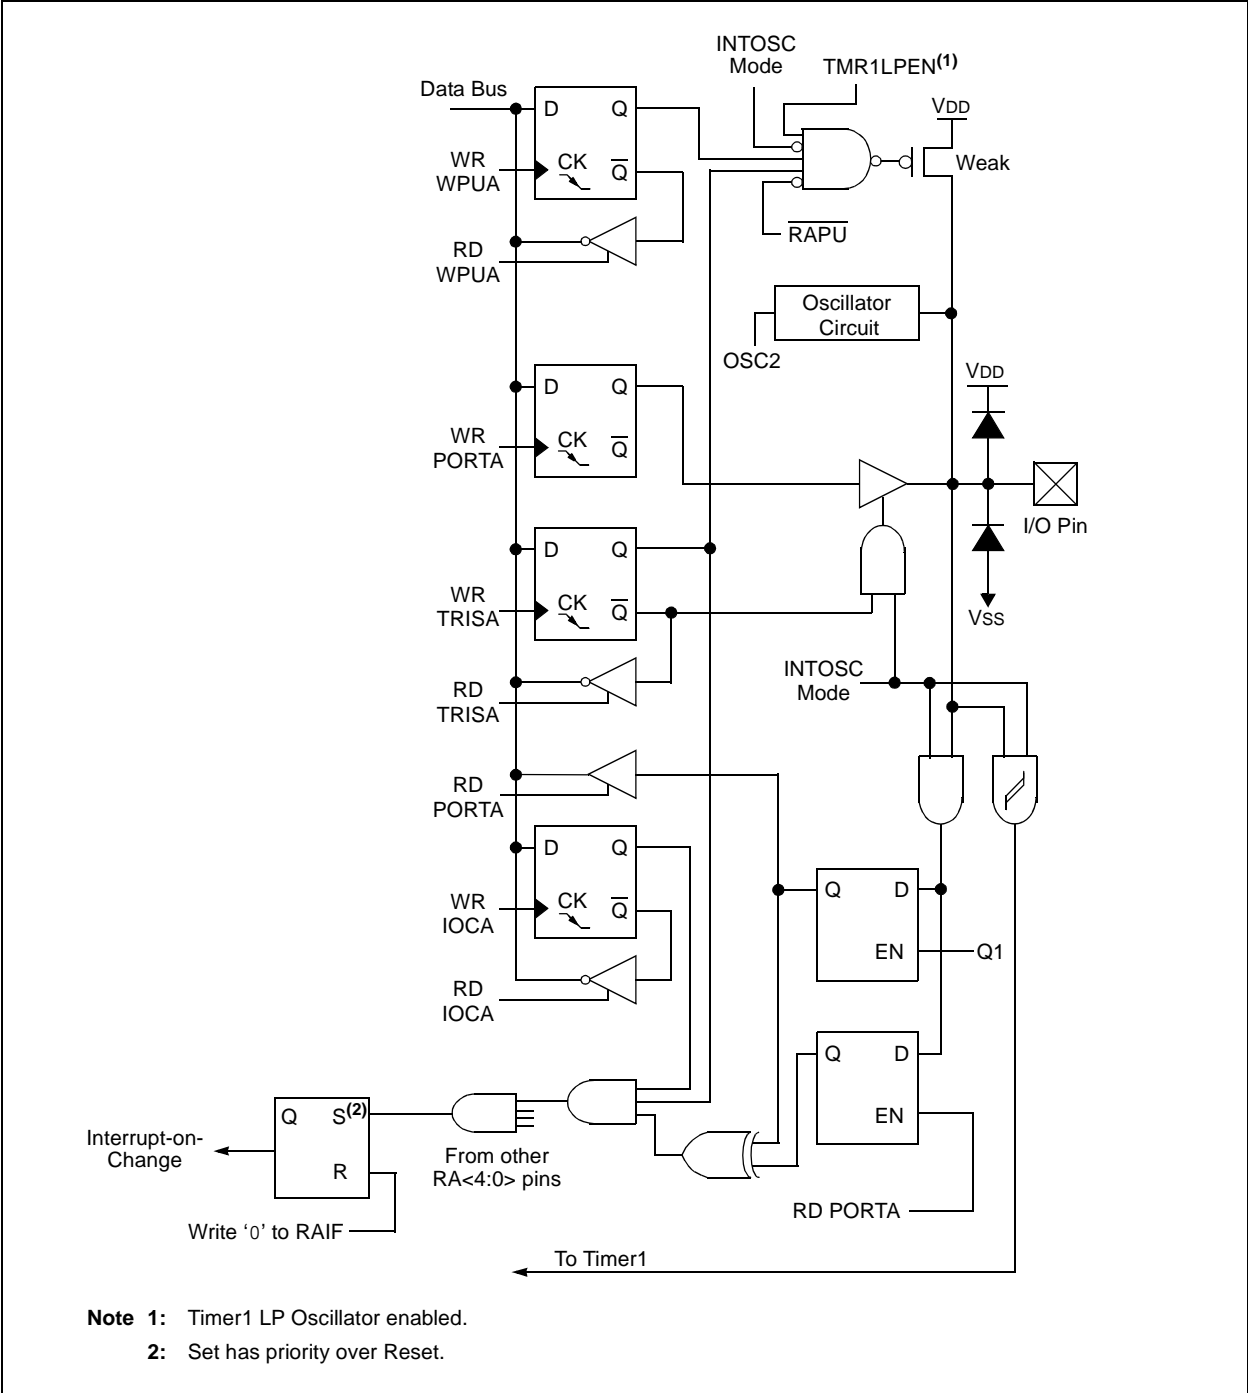 INTOSC
Mode
TMR1LPEN(1)
Data Bus
VDD
D Q
WR
WPUA
CK
Q
Weak
RAPU
RD
WPUA
Oscillator
Circuit
OSC2
VDD
D Q
WR
PORTA
CK
Q
I/O Pin
D Q
WR
TRISA
CK
Q
VSS
INTOSC
Mode
RD
TRISA
RD
PORTA
D Q
WR
IOCA
CK
Q
Q D
EN
Q1
RD
IOCA
Q D
EN
Q S(2)
R
Interrupt-on-
Change
From other
RA<4:0> pins
RD PORTA
Write ‘0’ to RAIF
To Timer1
Note 1: Timer1 LP Oscillator enabled.
2: Set has priority over Reset.